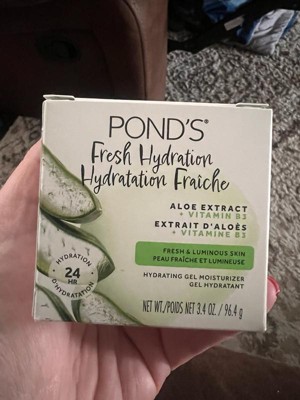 POND'S®
Fresh Hydration
Hydratation Fraîche
ALOE EXTRACT
+ VITAMIN B3
EXTRAIT D'ALOÈS
+ VITAMINE B3
FRESH & LUMINOUS SKIN
PEAU FRAÎCHE ET LUMINEUSE
HYDRATION
24
HR
D'HYDRATATION
HYDRATING GEL MOISTURIZER
GEL HYDRATANT
NET WT./POIDS NET 3.4 OZ. / 96.4 g